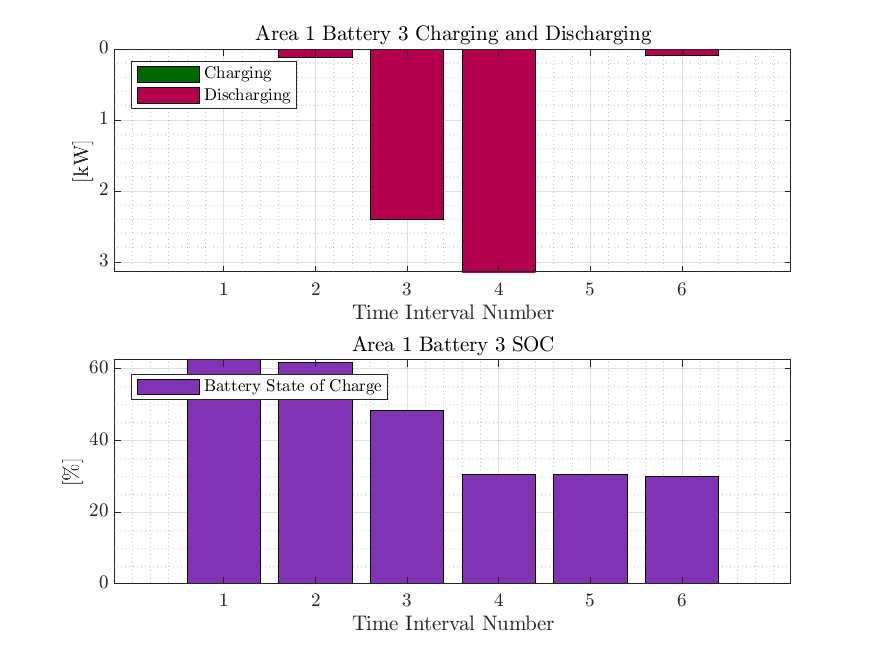 Area 1 Battery 3 Charging and Discharging
0
1
2
3
[kW]
Charging
Discharging
1 2 3 4 5 6
Time Interval Number
Area 1 Battery 3 SOC
60
40
20
0
[%]
Battery State of Charge
1 2 3 4 5 6
Time Interval Number